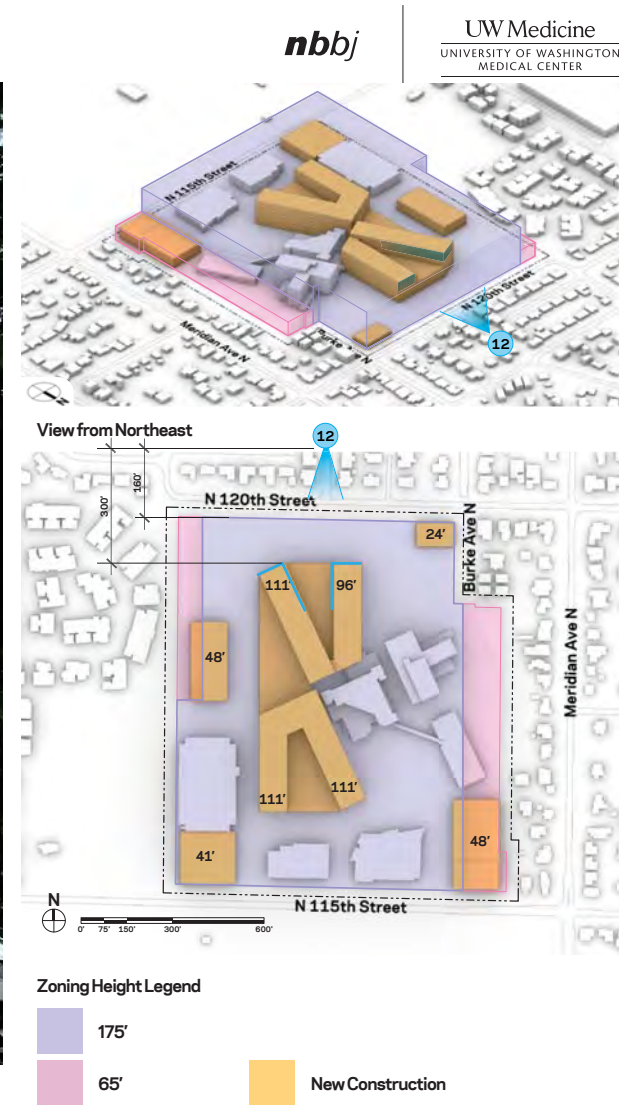 nbbj
UW Medicine
UNIVERSITY OF WASHINGTON
MEDICAL CENTER
N 115th Street
N 120th Street
Meridian Ave N
Burke Ave N
12
N
View from Northeast
12
300'
160'
N 120th Street
Burke Ave N
24'
111'
96'
48'
Meridian Ave N
111'
111'
48'
41'
N
N 115th Street
0' 75' 150' 300' 600'
Zoning Height Legend
175'
65'
New Construction